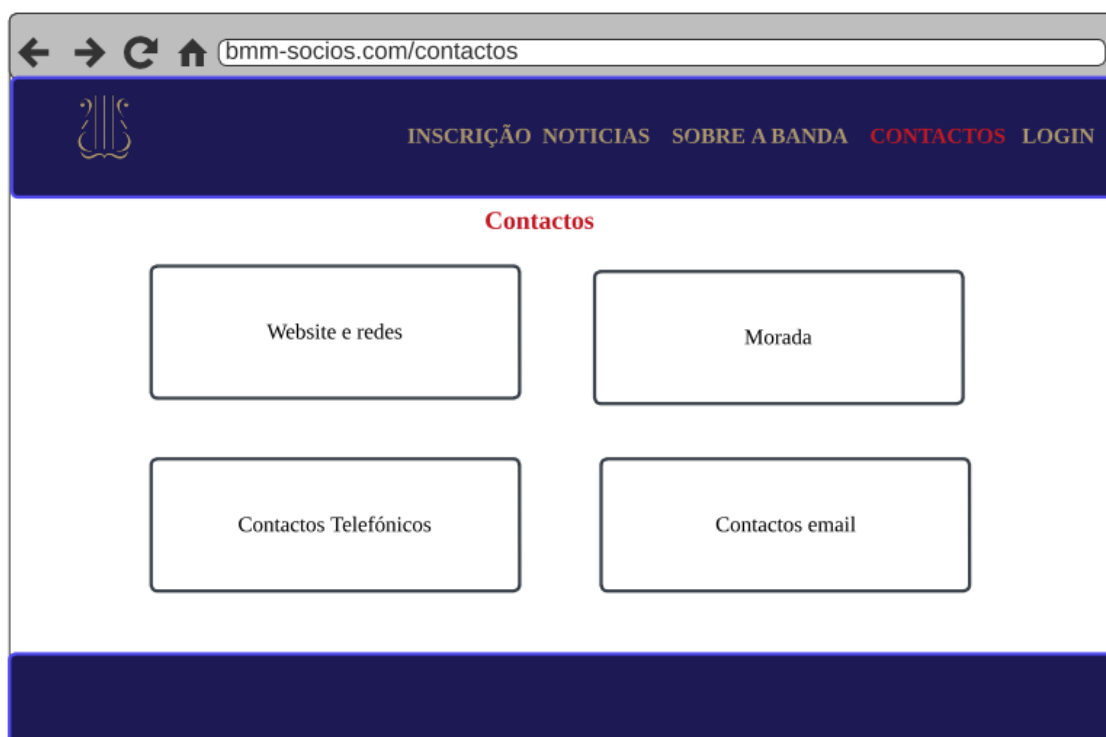 bmm-socios.com/contactos
INSCRIÇÃO NOTICIAS SOBRE A BANDA CONTACTOS LOGIN
Contactos
Website e redes
Morada
Contactos Telefónicos
Contactos email